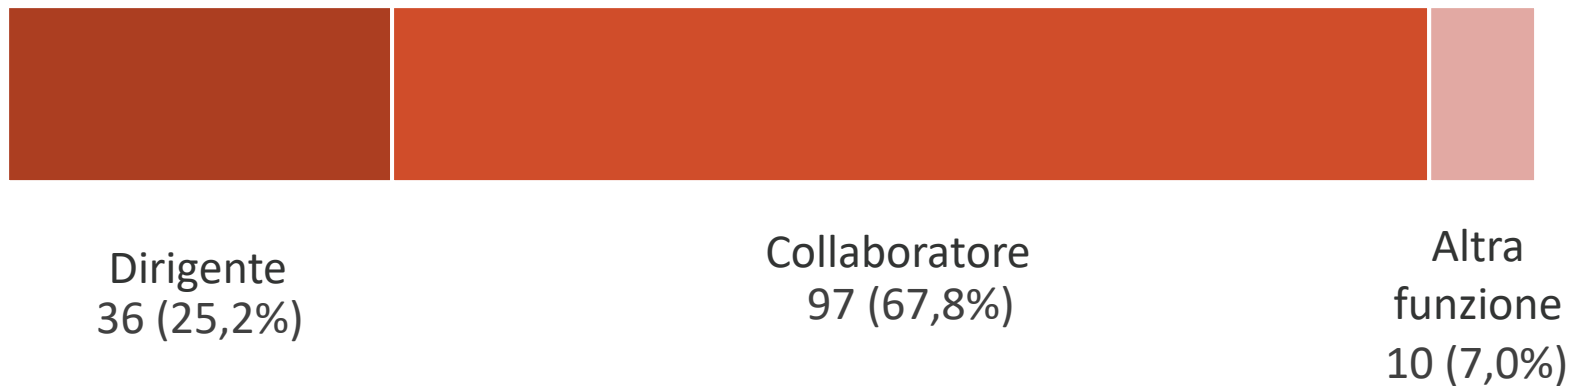 Dirigente
36 (25,2%)
Collaboratore
97 (67,8%)
Altra
funzione
10 (7,0%)